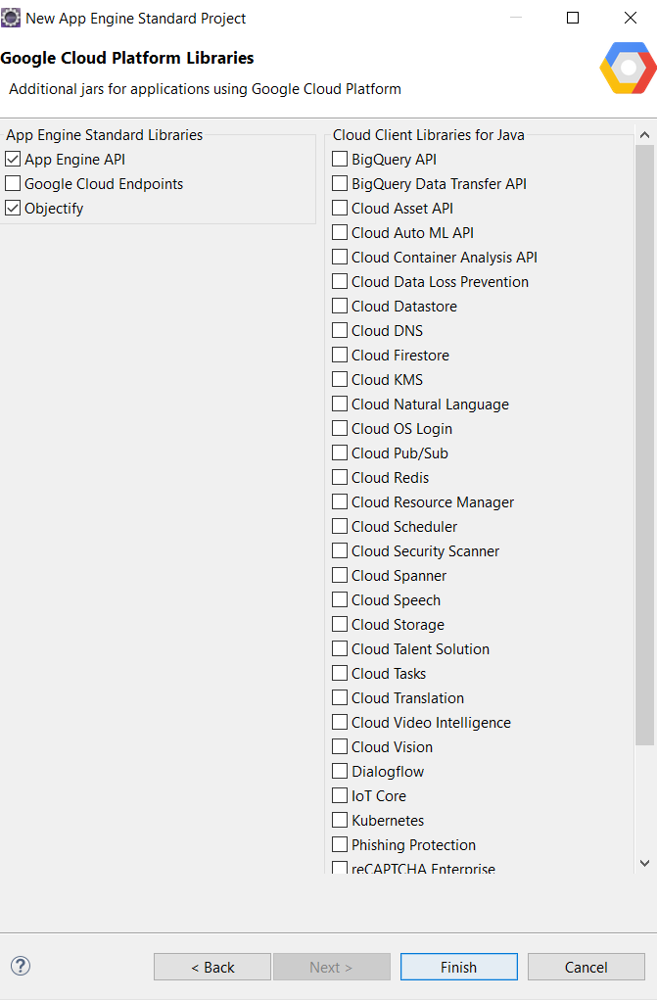 New App Engine Standard Project
Google Cloud Platform Libraries
Additional jars for applications using Google Cloud Platform
App Engine Standard Libraries
App Engine API
Google Cloud Endpoints
Objectify
Cloud Client Libraries for Java
BigQuery API
BigQuery Data Transfer API
Cloud Asset API
Cloud Auto ML API
Cloud Container Analysis API
Cloud Data Loss Prevention
Cloud Datastore
Cloud DNS
Cloud Firestore
Cloud KMS
Cloud Natural Language
Cloud OS Login
Cloud Pub/Sub
Cloud Redis
Cloud Resource Manager
Cloud Scheduler
Cloud Security Scanner
Cloud Spanner
Cloud Speech
Cloud Storage
Cloud Talent Solution
Cloud Tasks
Cloud Translation
Cloud Video Intelligence
Cloud Vision
Dialogflow
IoT Core
Kubernetes
Phishing Protection
reCAPTCHA Enterprise
?
< Back
Next >
Finish
Cancel